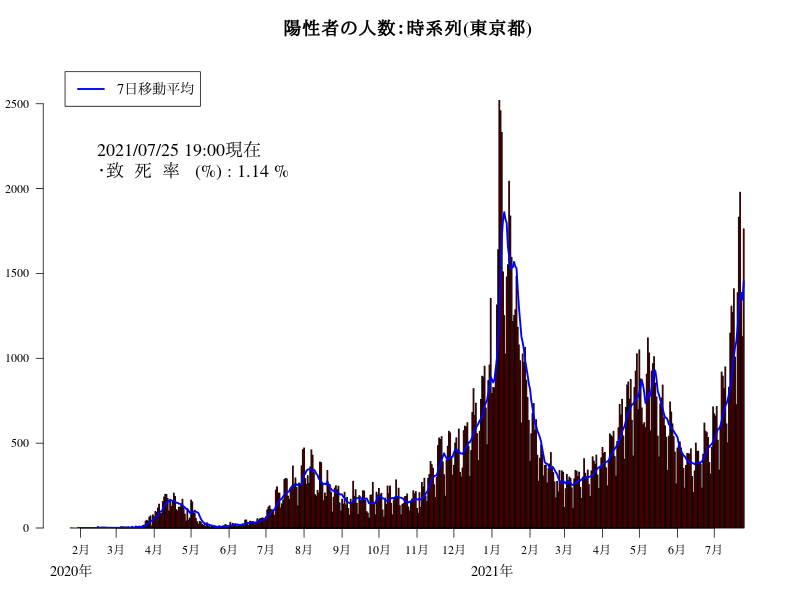 陽性者の人数：時系列(東京都)
7日移動平均
2021/07/25 19:00現在
・致 死 率 (%) : 1.14 %
2500
2000
1500
1000
500
0
2月 3月 4月 5月 6月 7月 8月 9月 10月 11月 12月 1月 2月 3月 4月 5月 6月 7月
2020年 2021年